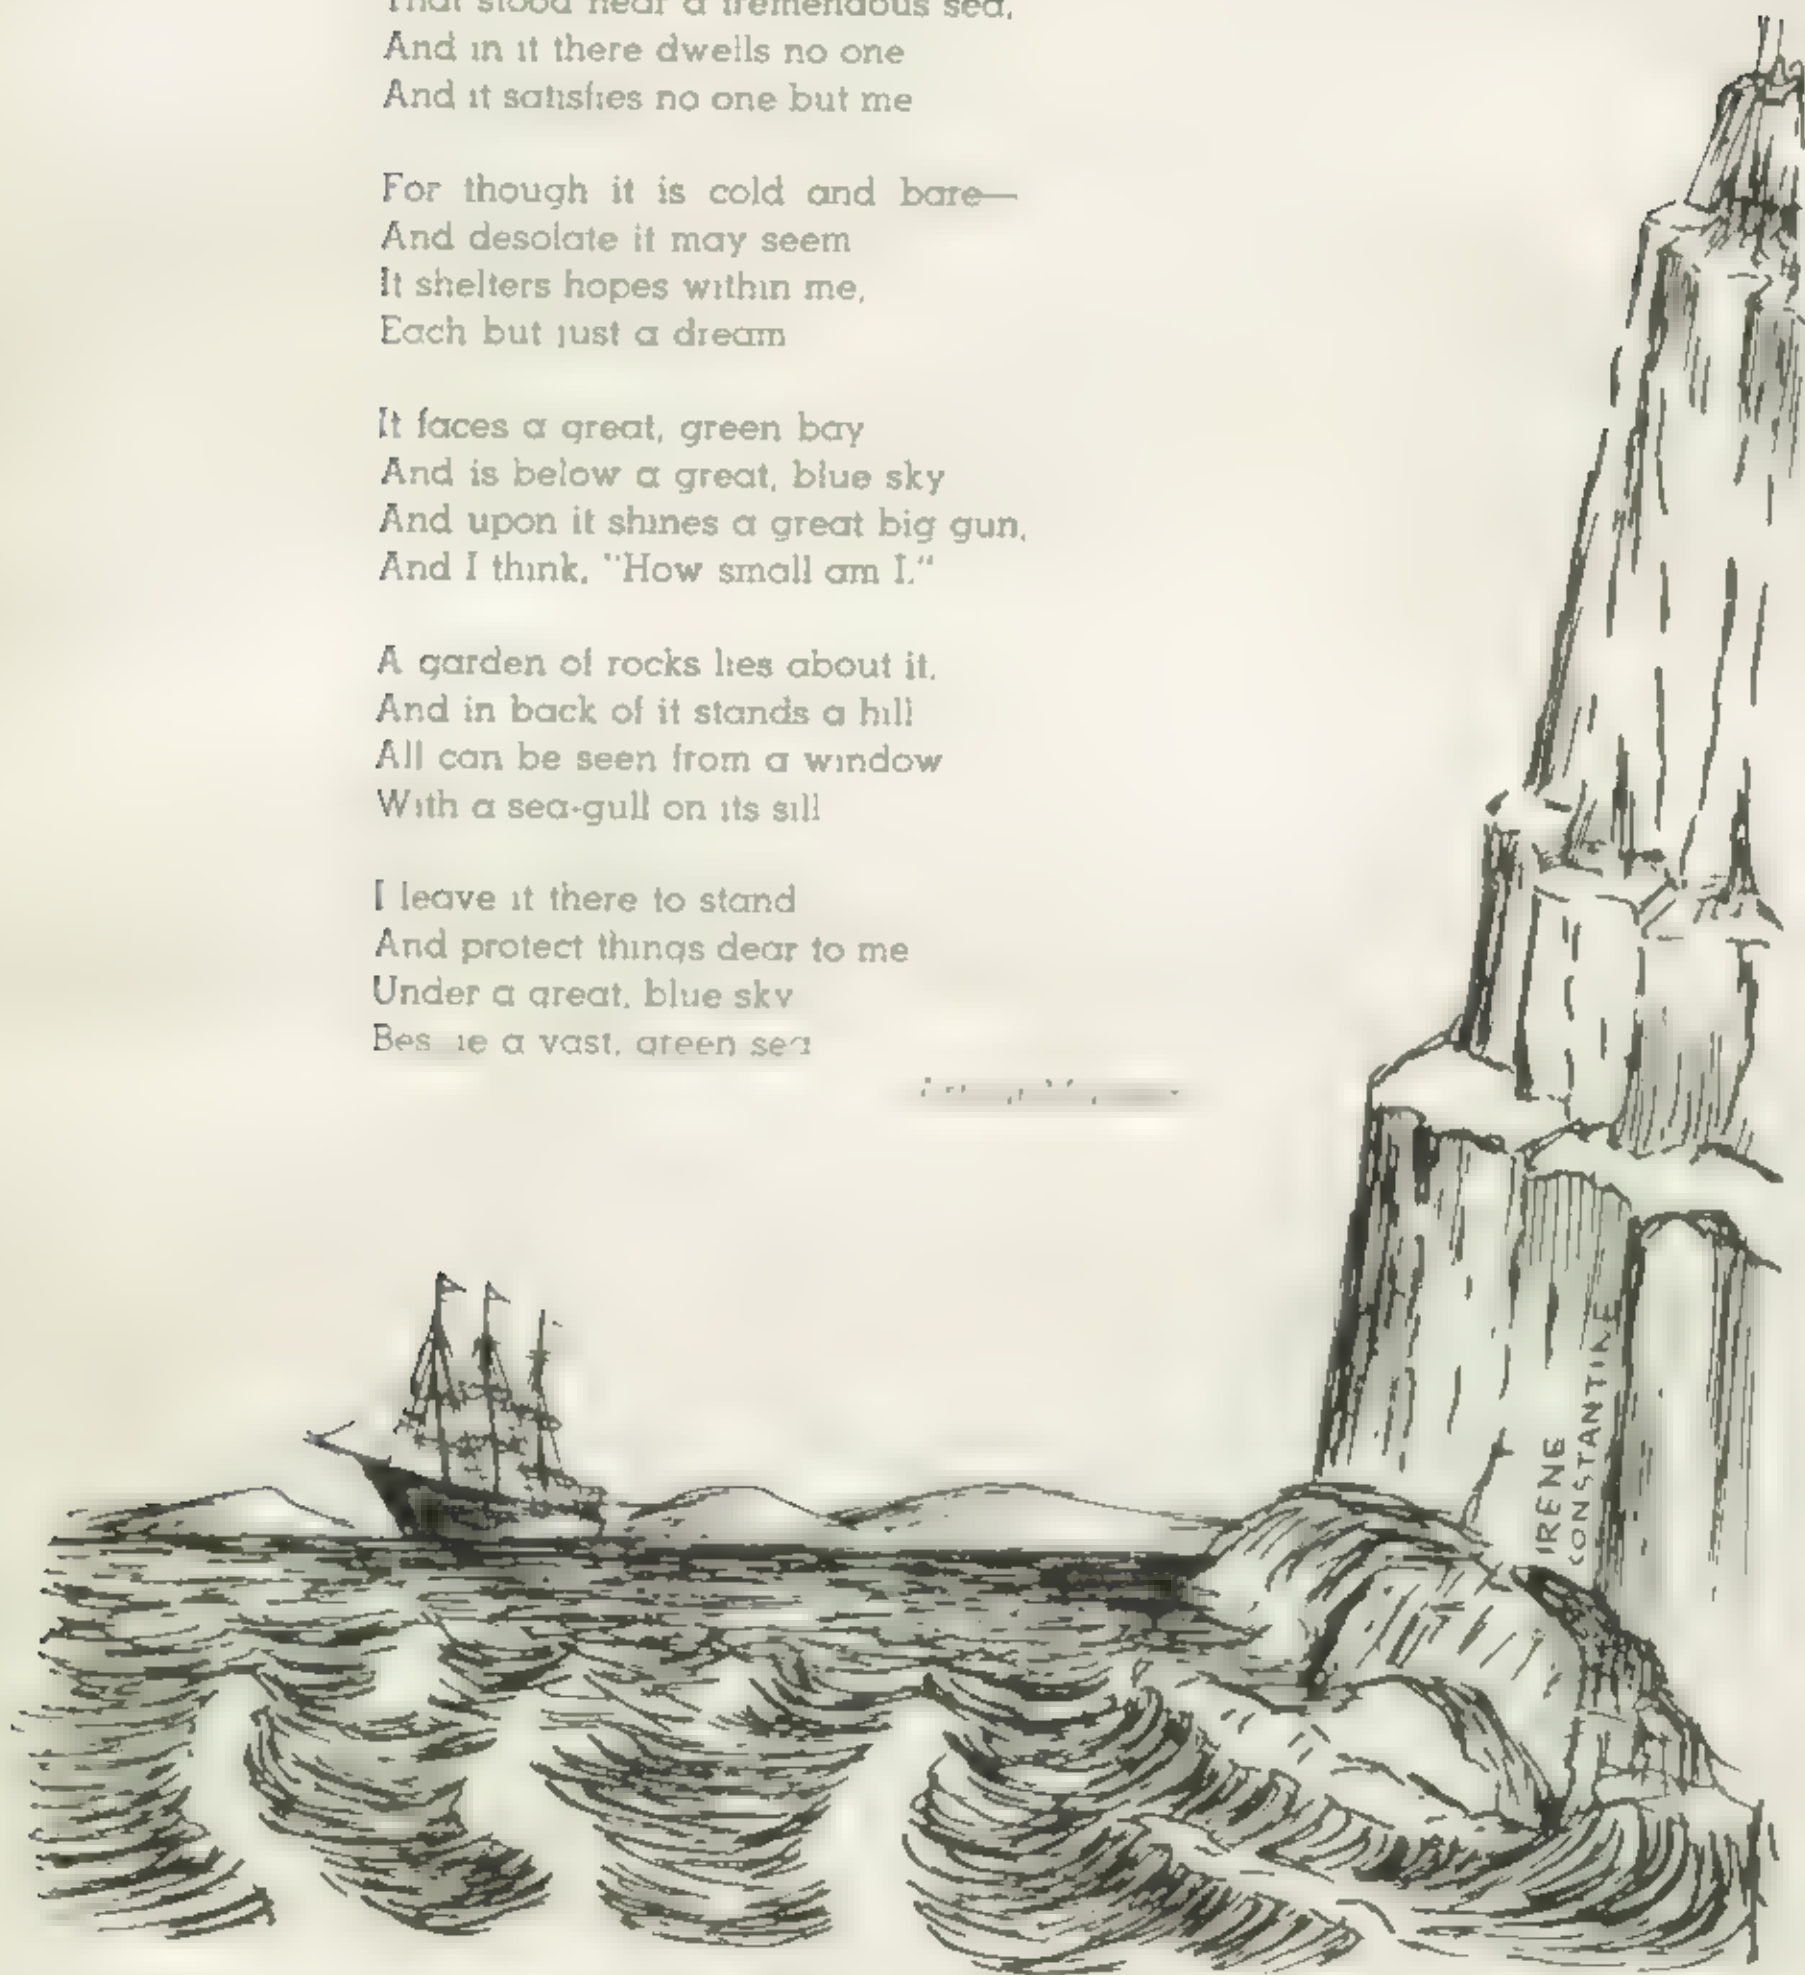 That stood near a tremendous sea,
And in it there dwells no one
And it satisfies no one but me
For though it is cold and bare—
And desolate it may seem
It shelters hopes within me,
Each but just a dream
It faces a great, green bay
And is below a great, blue sky
And upon it shines a great big gun,
And I think, "How small am I."
A garden of rocks lies about it,
And in back of it stands a hill
All can be seen from a window
With a sea-gull on its sill
I leave it there to stand
And protect things dear to me
Under a great, blue sky
a vast, green sea
IRENE
CONSTANTINE